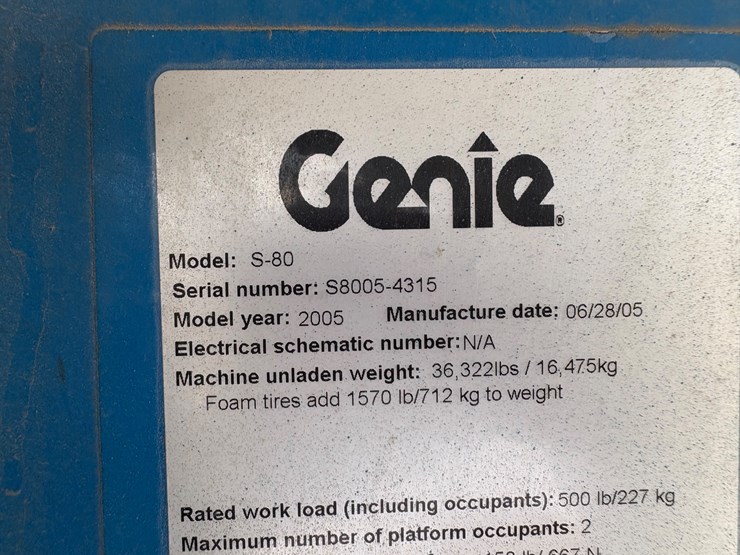 Genie®
Model: S-80
Serial number: S8005-4315
Model year: 2005 Manufacture date: 06/28/05
Electrical schematic number: N/A
Machine unladen weight: 36,322lbs / 16,475kg
Foam tires add 1570 lb/712 kg to weight
Rated work load (including occupants): 500 lb/227 kg
Maximum number of platform occupants: 2